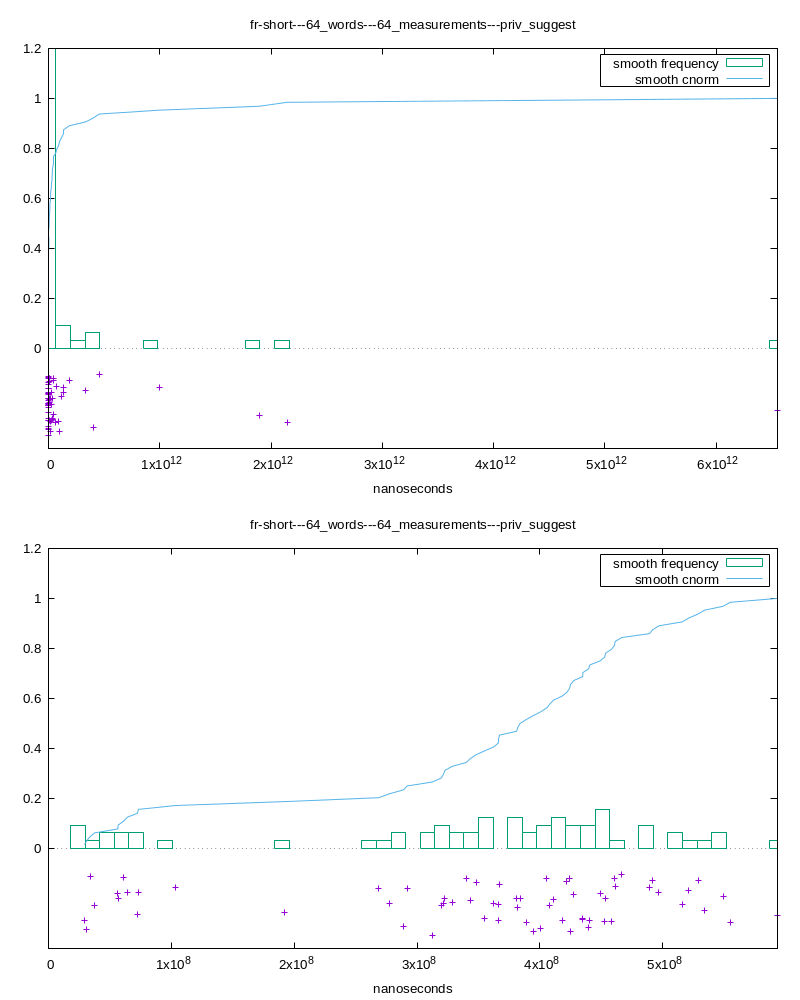 fr-short---64_words---64_measurements---priv_suggest
1.2
smooth frequency
smooth cnorm
1
0.8
0.6
0.4
0.2
0
0 1x10^12 2x10^12 3x10^12 4x10^12 5x10^12 6x10^12
nanoseconds
fr-short---64_words---64_measurements---priv_suggest
1.2
smooth frequency
smooth cnorm
1
0.8
0.6
0.4
0.2
0
0 1x10^8 2x10^8 3x10^8 4x10^8 5x10^8
nanoseconds